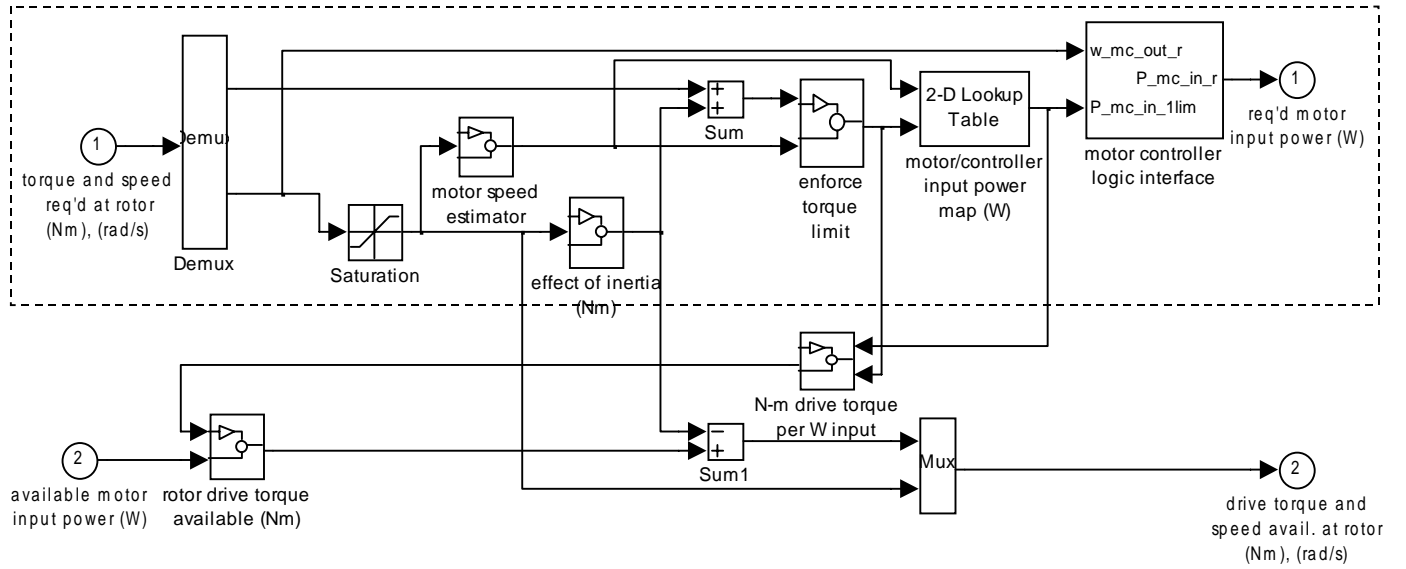 w_mc_out_r
P_mc_in_r
P_mc_in_1lim
motor controller
logic interface
1
req'd motor
input power (W)
2-D Lookup
Table
motor/controller
input power
map (W)
+
+
Sum
enforce
torque
limit
1
torque and speed
req'd at rotor
(Nm), (rad/s)
Demux
Demux
motor speed
estimator
Saturation
effect of inertia
(Nm)
N-m drive torque
per W input
2
available motor
input power (W)
rotor drive torque
available (Nm)
−
+
Sum1
Mux
2
drive torque and
speed avail. at rotor
(Nm), (rad/s)